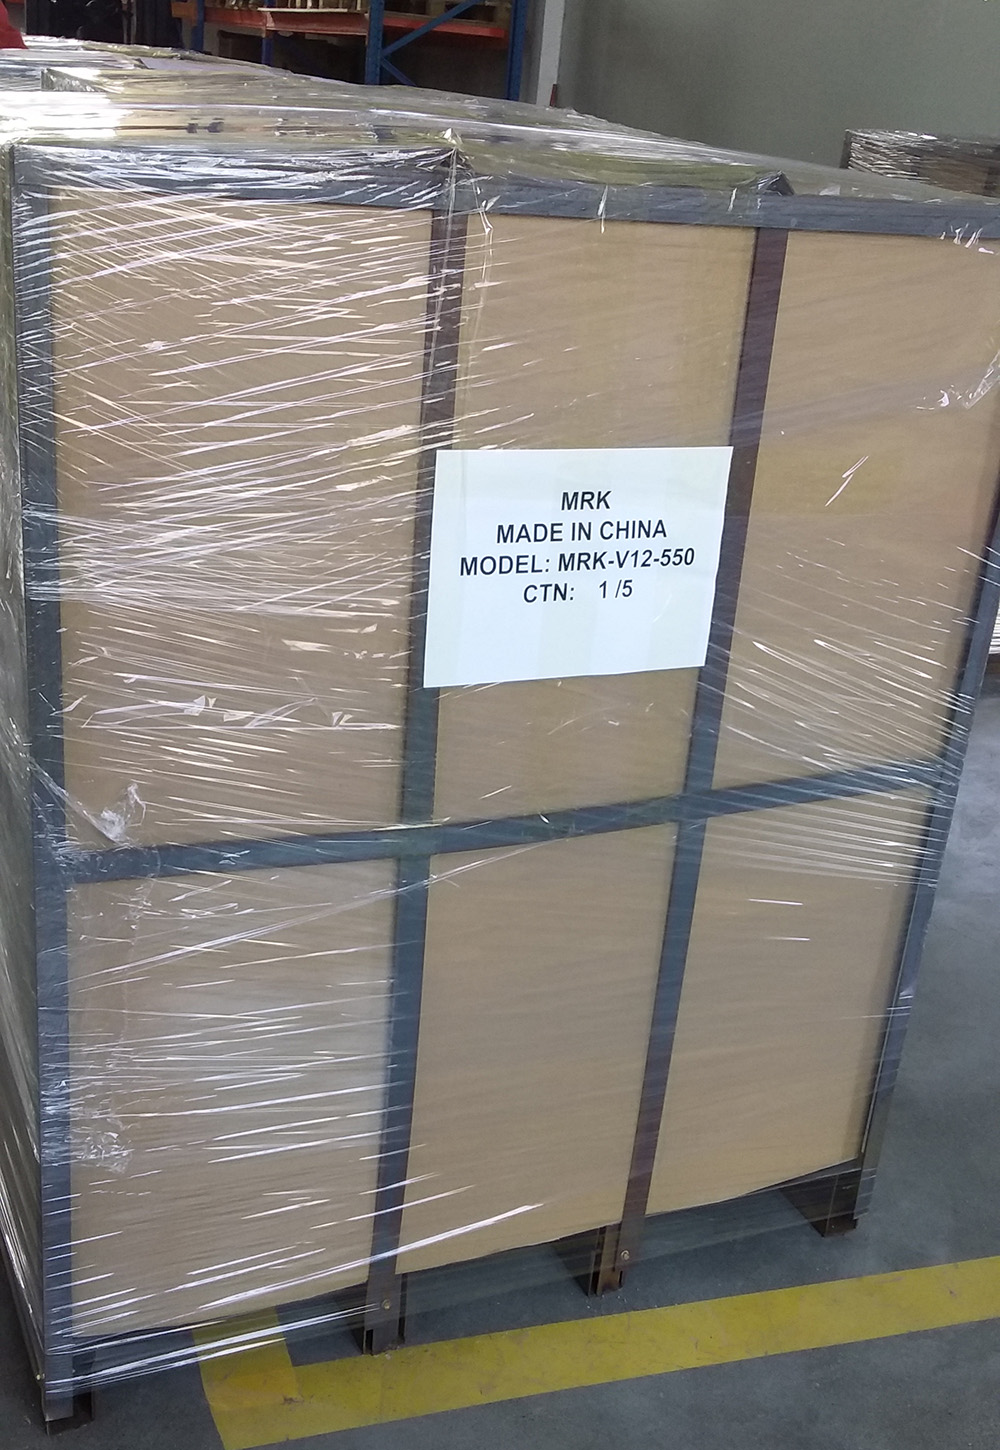 MRK
MADE IN CHINA
MODEL: MRK-V12-550
CTN: 1 /5